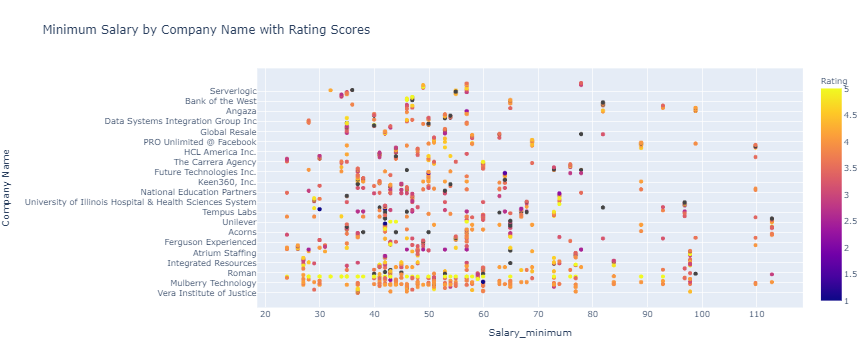 Minimum Salary by Company Name with Rating Scores
Company Name
Serverlogic
Bank of the West
Angaza
Data Systems Integration Group Inc
Global Resale
PRO Unlimited @ Facebook
HCL America Inc.
The Carrera Agency
Future Technologies Inc.
Keen360, Inc.
National Education Partners
University of Illinois Hospital & Health Sciences System
Tempus Labs
Unilever
Acorns
Ferguson Experienced
Atrium Staffing
Integrated Resources
Roman
Mulberry Technology
Vera Institute of Justice
20 30 40 50 60 70 80 90 100 110
Salary_minimum
Rating
5
4.5
4
3.5
3
2.5
2
1.5
1